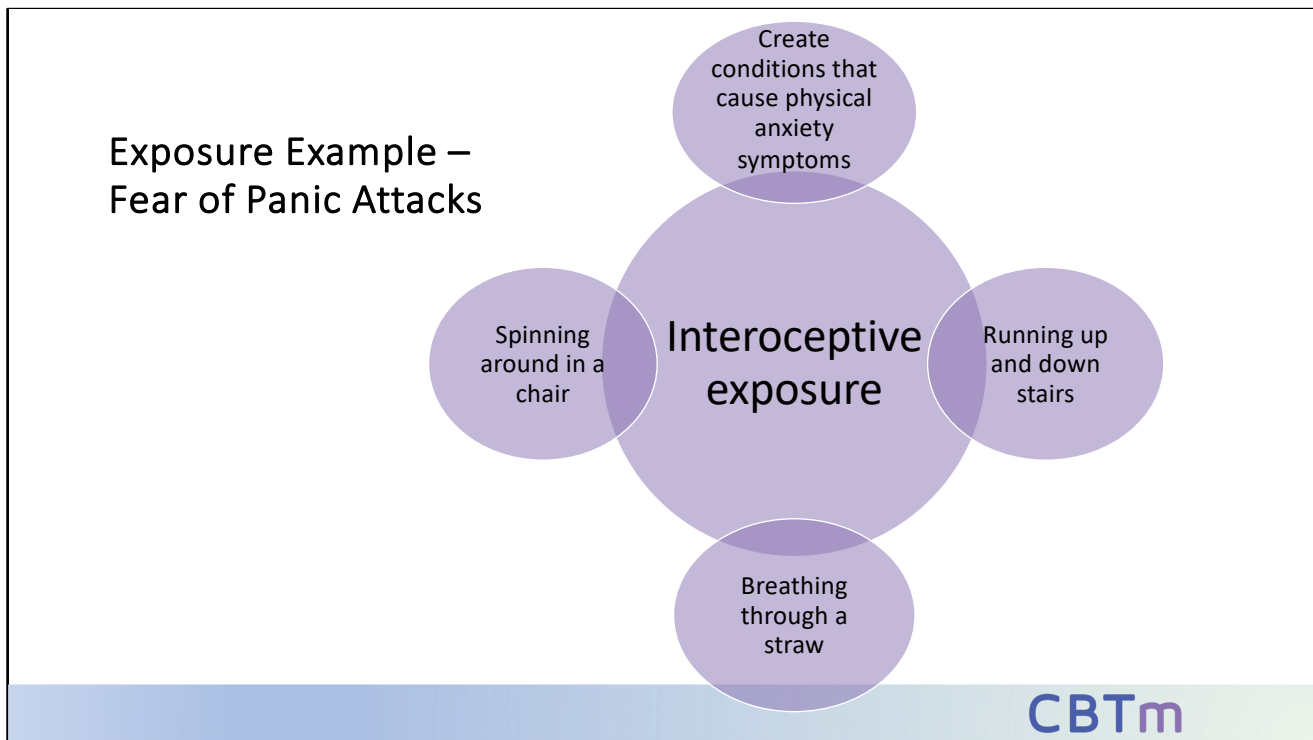 Exposure Example –
Fear of Panic Attacks
Create
conditions that
cause physical
anxiety
symptoms
Spinning
around in a
chair
Interoceptive
exposure
Running up
and down
stairs
Breathing
through a
straw
CBTm